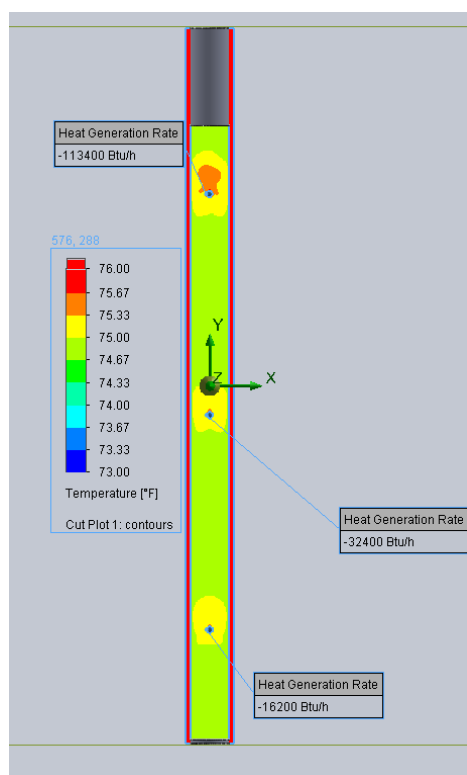 Heat Generation Rate
-113400 Btu/h
576, 288
76.00
75.67
75.33
75.00
74.67
74.33
74.00
73.67
73.33
73.00
Temperature [°F]
Cut Plot 1: contours
Y
Z
X
Heat Generation Rate
-32400 Btu/h
Heat Generation Rate
-16200 Btu/h